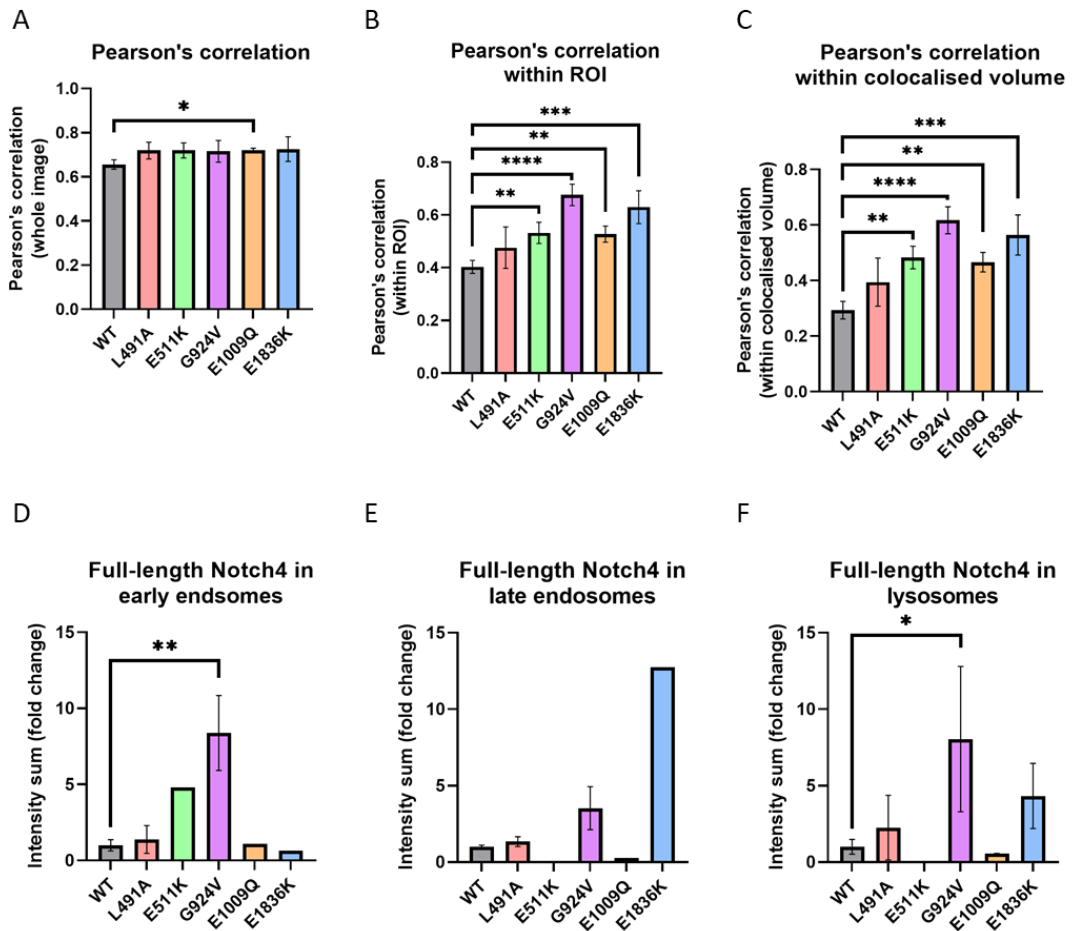 A
Pearson's correlation
Pearson's correlation
(whole image)
1.0
0.8
0.6
0.4
0.2
0.0
*
WT
L491A
E511K
G924V
E1009Q
E1836K
B
Pearson's correlation
within ROI
Pearson's correlation
(within ROI)
0.8
0.6
0.4
0.2
0.0
***
**
****
**
WT
L491A
E511K
G924V
E1009Q
E1836K
C
Pearson's correlation
within colocalised volume
Pearson's correlation
(within colocalised volume)
0.8
0.6
0.4
0.2
0.0
***
**
****
**
WT
L491A
E511K
G924V
E1009Q
E1836K
D
Full-length Notch4 in
early endsomes
Intensity sum (fold change)
15
10
5
0
**
WT
L491A
E511K
G924V
E1009Q
E1836K
E
Full-length Notch4 in
late endosomes
Intensity sum (fold change)
15
10
5
0
WT
L491A
E511K
G924V
E1009Q
E1836K
F
Full-length Notch4 in
lysosomes
Intensity sum (fold change)
15
10
5
0
*
WT
L491A
E511K
G924V
E1009Q
E1836K